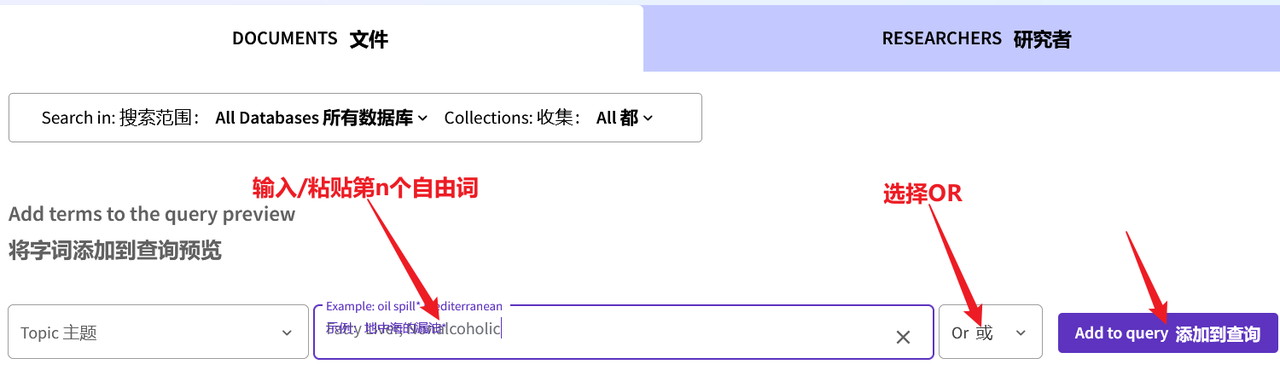 DOCUMENTS 文件
RESEARCHERS 研究者
Search in: 搜索范围： All Databases 所有数据库 Collections: 收集： All 都
输入/粘贴第n个自由词
选择OR
Add terms to the query preview
将字词添加到查询预览
Example: oil spill* mediterranean
Topic 主题
Liver, Nonalcoholic
Or 或
Add to query 添加到查询